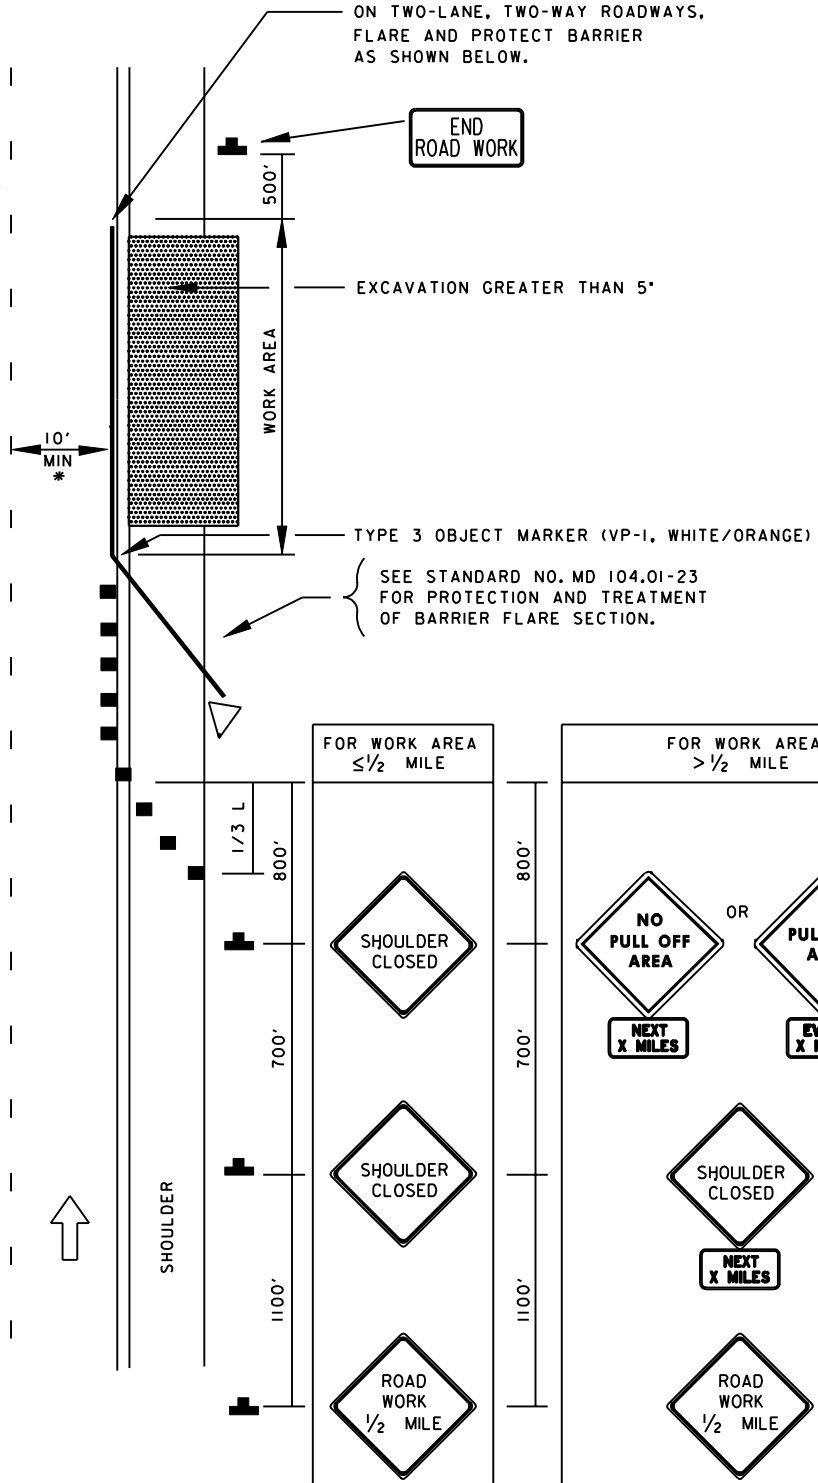 ON TWO-LANE, TWO-WAY ROADWAYS,
FLARE AND PROTECT BARRIER
AS SHOWN BELOW.
END
ROAD WORK
500'
EXCAVATION GREATER THAN 5"
WORK AREA
10'
MIN
*
TYPE 3 OBJECT MARKER (VP-1, WHITE/ORANGE)
SEE STANDARD NO. MD 104.01-23
FOR PROTECTION AND TREATMENT
OF BARRIER FLARE SECTION.
FOR WORK AREA
≤1/2 MILE
FOR WORK AREA
>1/2 MILE
1/3 L
800'
800'
SHOULDER
CLOSED
NO
PULL OFF
AREA
OR
PUL
A
NEXT
X MILES
EV
X M
700'
700'
SHOULDER
CLOSED
SHOULDER
CLOSED
NEXT
X MILES
SHOULDER
1100'
1100'
ROAD
WORK
1/2 MILE
ROAD
WORK
1/2 MILE